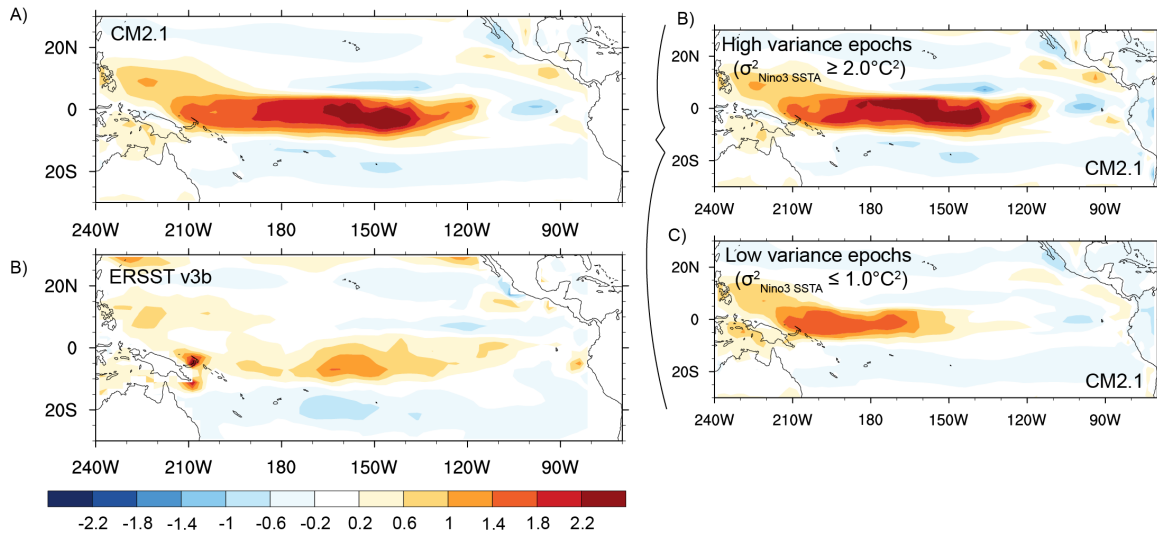 A)
CM2.1
20N
0
20S
240W 210W 180 150W 120W 90W
B)
ERSST v3b
20N
0
20S
240W 210W 180 150W 120W 90W
-2.2 -1.8 -1.4 -1 -0.6 -0.2 0.2 0.6 1 1.4 1.8 2.2
B)
High variance epochs
(σ²Nino3 SSTA ≥ 2.0°C²)
20N
0
20S
CM2.1
240W 210W 180 150W 120W 90W
C)
Low variance epochs
(σ²Nino3 SSTA ≤ 1.0°C²)
20N
0
20S
CM2.1
240W 210W 180 150W 120W 90W